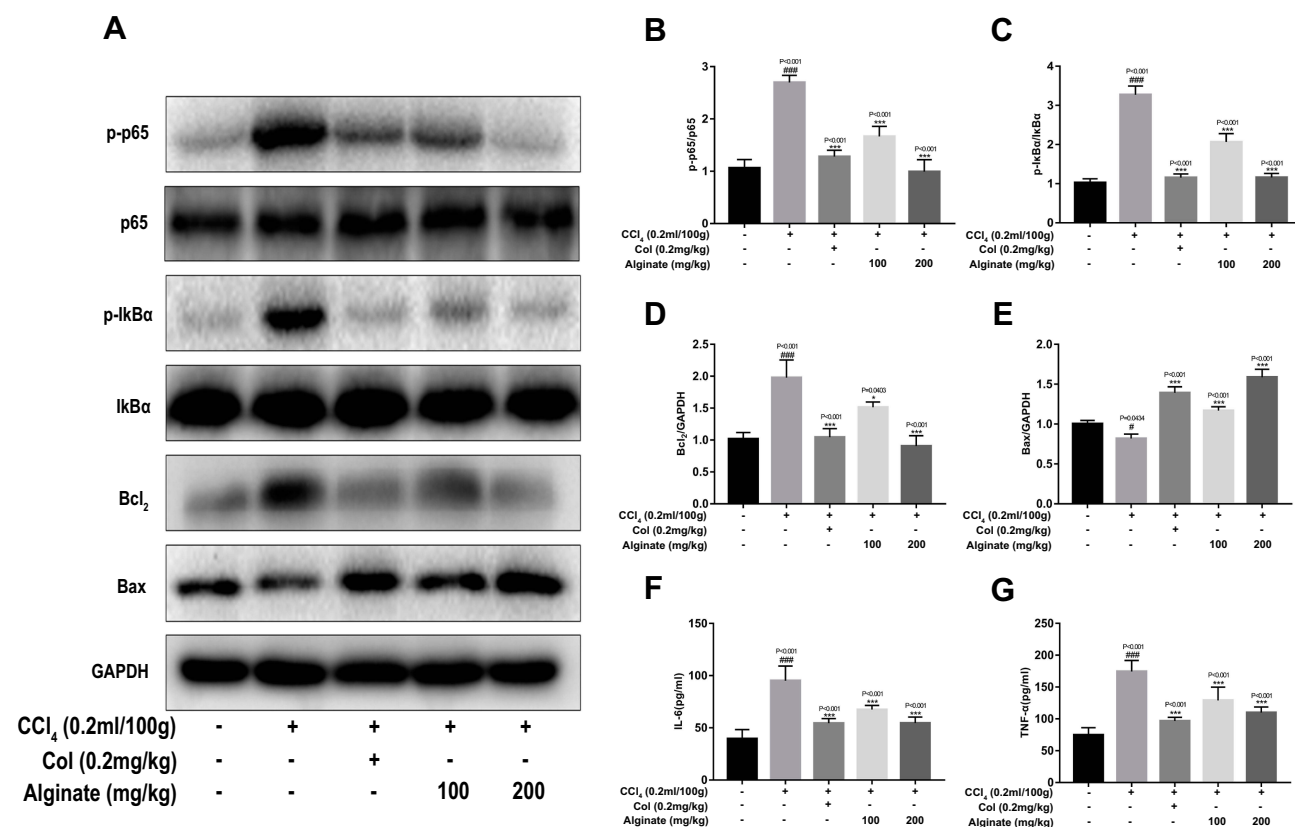 A
p-p65
p65
p-IkBα
IkBα
Bcl2
Bax
GAPDH
CCl4 (0.2ml/100g) - + + + +
Col (0.2mg/kg) - - + - -
Alginate (mg/kg) - - - 100 200
B
p-p65/p65
3
2
1
0
P<0.001
###
P<0.001
***
P<0.001
***
P<0.001
***
CCl4 (0.2ml/100g) - + + + +
Col (0.2mg/kg) - - + - -
Alginate (mg/kg) - - - 100 200
C
p-IκBα/IκBα
4
3
2
1
0
P<0.001
###
P<0.001
***
P<0.001
***
P<0.001
***
CCl4 (0.2ml/100g) - + + + +
Col (0.2mg/kg) - - + - -
Alginate (mg/kg) - - - 100 200
D
Bcl2/GAPDH
2.5
2.0
1.5
1.0
0.5
0.0
P<0.001
###
P<0.001
***
P=0.0403
*
P<0.001
***
CCl4 (0.2ml/100g) - + + + +
Col (0.2mg/kg) - - + - -
Alginate (mg/kg) - - - 100 200
E
Bax/GAPDH
2.0
1.5
1.0
0.5
0.0
P=0.0434
#
P<0.001
***
P<0.001
***
P<0.001
***
CCl4 (0.2ml/100g) - + + + +
Col (0.2mg/kg) - - + - -
Alginate (mg/kg) - - - 100 200
F
IL-6(pg/ml)
150
100
50
0
P<0.001
###
P<0.001
***
P<0.001
***
P<0.001
***
CCl4 (0.2ml/100g) - + + + +
Col (0.2mg/kg) - - + - -
Alginate (mg/kg) - - - 100 200
G
TNF-α(pg/ml)
250
200
150
100
50
0
P<0.001
###
P<0.001
***
P<0.001
***
P<0.001
***
CCl4 (0.2ml/100g) - + + + +
Col (0.2mg/kg) - - + - -
Alginate (mg/kg) - - - 100 200